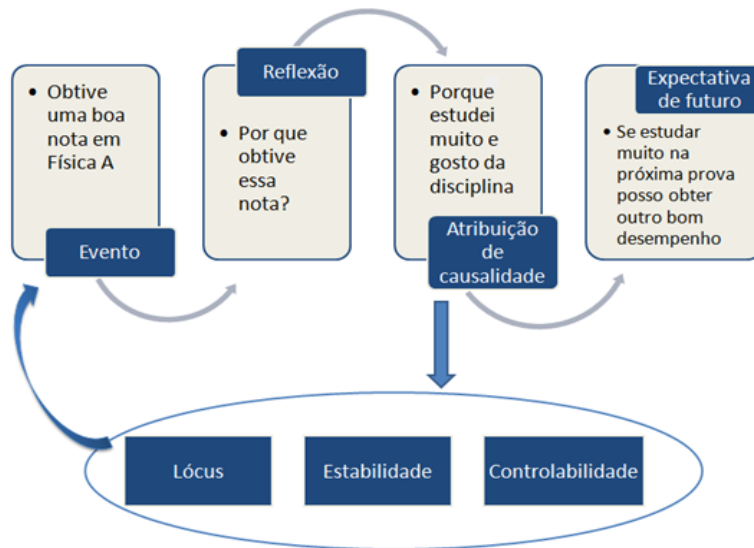 • Obtive
uma boa
nota em
Física A
Evento
Reflexão
• Por que
obtive
essa
nota?
• Porque
estudei
muito e
gosto da
disciplina
Atribuição
de
causalidade
Expectativa
de futuro
• Se estudar
muito na
próxima prova
posso obter
outro bom
desempenho
Lócus
Estabilidade
Controlabilidade